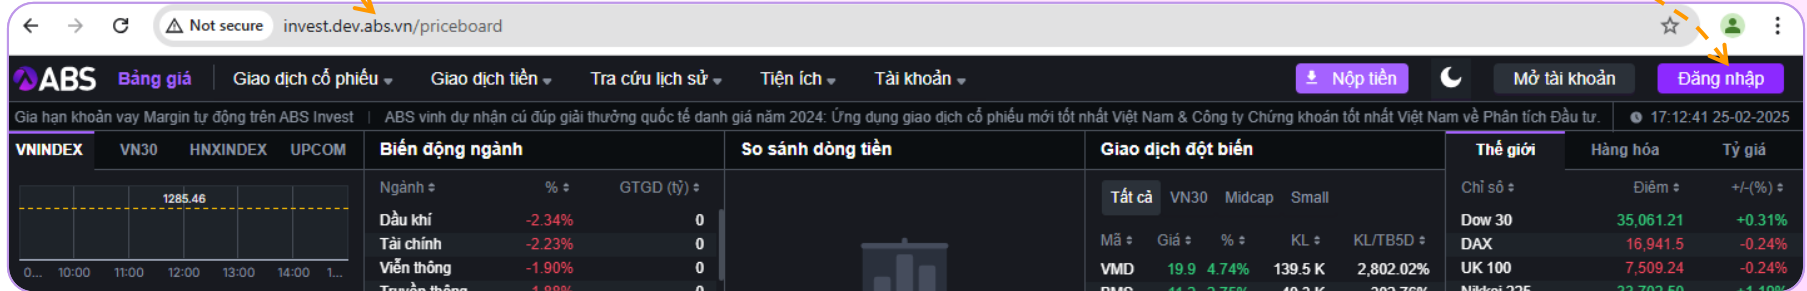 Not secure invest.dev.abs.vn/priceboard
ABS Bảng giá Giao dịch cổ phiếu Giao dịch tiền Tra cứu lịch sử Tiện ích Tài khoản Nộp tiền Mở tài khoản Đăng nhập
Gia hạn khoản vay Margin tự động trên ABS Invest | ABS vinh dự nhận cú đúp giải thưởng quốc tế danh giá năm 2024: Ứng dụng giao dịch cổ phiếu mới tốt nhất Việt Nam & Công ty Chứng khoán tốt nhất Việt Nam về Phân tích Đầu tư. 17:12:41 25-02-2025
VNINDEX VN30 HNXINDEX UPCOM Biến động ngành So sánh dòng tiền Giao dịch đột biến Thế giới Hàng hóa Tỷ giá
Ngành % GTGD (tỷ) Chỉ số Điểm +/-(%)
1285.46 Tất cả VN30 Midcap Small
Dầu khí -2.34% 0 Dow 30 35,061.21 +0.31%
Tài chính -2.23% 0 Mã Giá % KL KL/TB5D DAX 16,941.5 -0.24%
0... 10:00 11:00 12:00 13:00 14:00 1... Viễn thông -1.90% 0 VMD 19.9 4.74% 139.5 K 2,802.02% UK 100 7,509.24 -0.24%
Truyền thông -1.88% 0